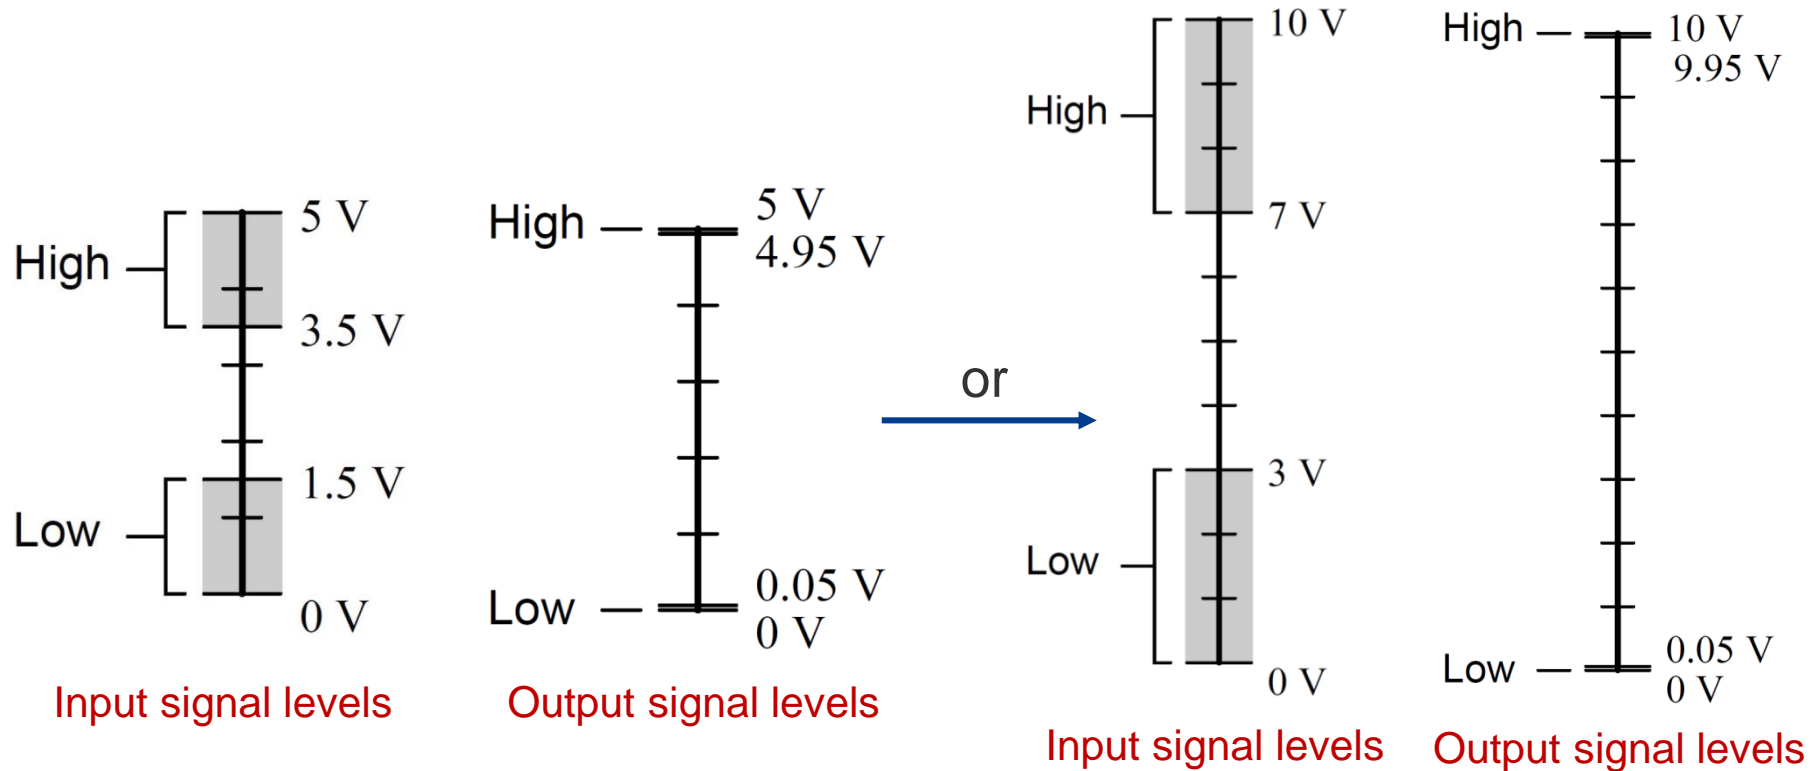 5 V
High
3.5 V
1.5 V
Low
0 V
Input signal levels
High
5 V
4.95 V
Low
0.05 V
0 V
Output signal levels
or
10 V
High
7 V
3 V
Low
0 V
Input signal levels
High
10 V
9.95 V
Low
0.05 V
0 V
Output signal levels